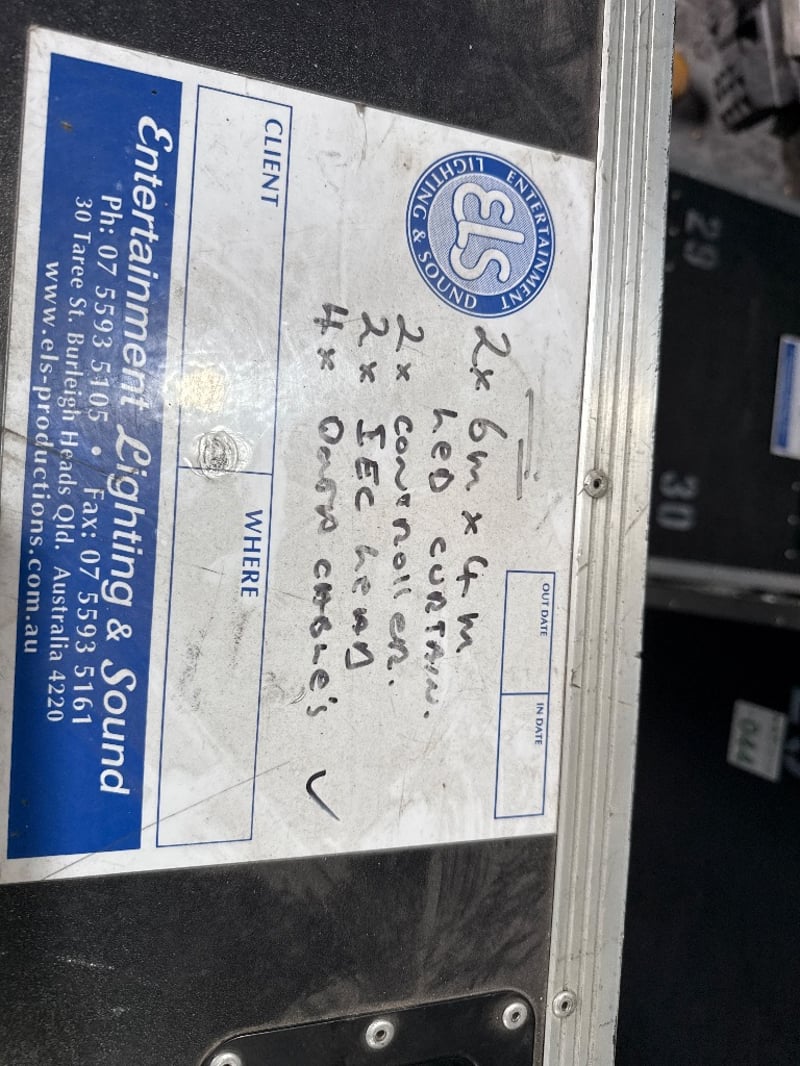 ENTERTAINMENT
ELS
LIGHTING & SOUND
OUT DATE
IN DATE
2x 6m x 4m
LED CURTAIN.
2x CONTROLLER.
2x IEC LEAD
4x DATA CABLE'S
CLIENT
WHERE
Entertainment Lighting & Sound
Ph: 07 5593 5105 • Fax: 07 5593 5161
30 Taree St. Burleigh Heads Qld. Australia 4220
www.els-productions.com.au
29
30
044